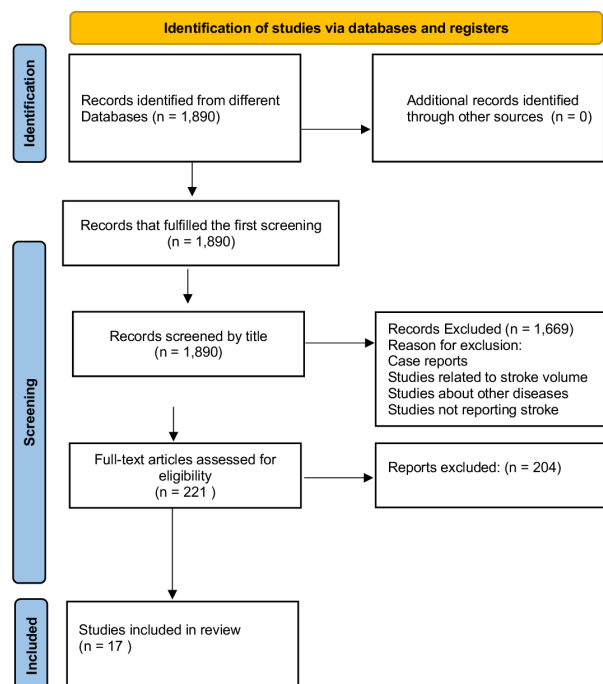 Identification of studies via databases and registers
Identification
Records identified from different
Databases (n = 1,890)
Additional records identified
through other sources (n = 0)
Records that fulfilled the first screening
(n = 1,890)
Screening
Records screened by title
(n = 1,890)
Records Excluded (n = 1,669)
Reason for exclusion:
Case reports
Studies related to stroke volume
Studies about other diseases
Studies not reporting stroke
Full-text articles assessed for
eligibility
(n = 221 )
Reports excluded: (n = 204)
Included
Studies included in review
(n = 17 )